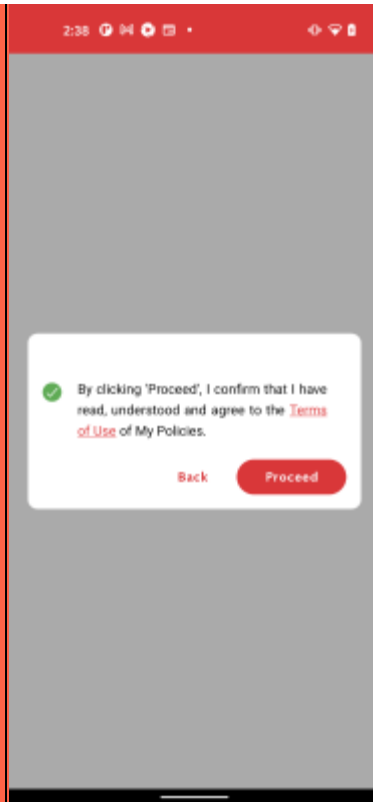 2:38
By clicking 'Proceed', I confirm that I have
read, understood and agree to the Terms
of Use of My Policies.
Back Proceed